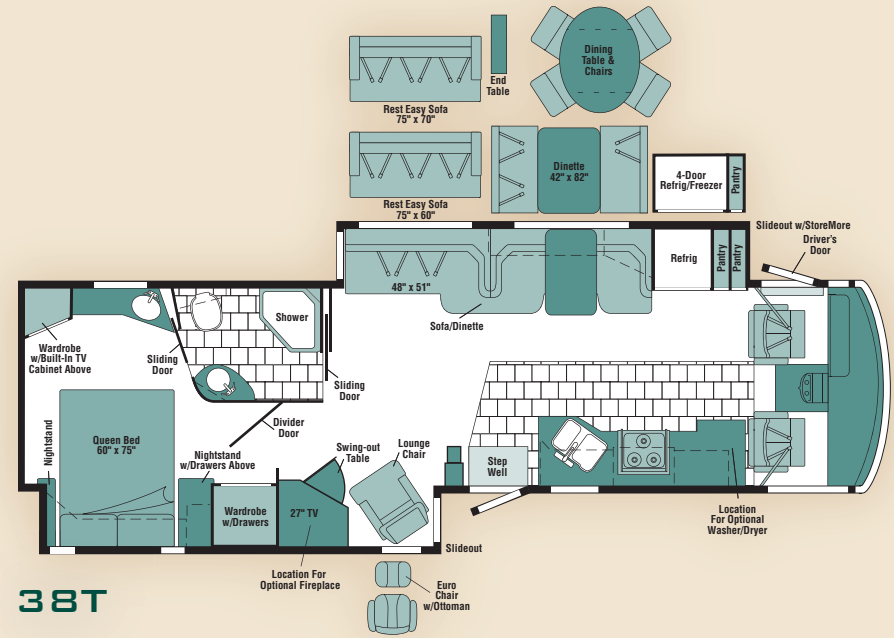 Rest Easy Sofa
75" x 70"
End
Table
Dining
Table &
Chairs
Rest Easy Sofa
75" x 60"
Dinette
42" x 82"
4-Door
Refrig/Freezer
Pantry
Slideout w/StoreMore
Driver's
Door
48" x 51"
Sofa/Dinette
Refrig
Pantry
Pantry
Shower
Wardrobe
w/Built-In TV
Cabinet Above
Sliding
Door
Sliding
Door
Divider
Door
Nightstand
Queen Bed
60" x 75"
Nightstand
w/Drawers Above
Swing-out
Table
Lounge
Chair
Step
Well
Wardrobe
w/Drawers
27" TV
Location
For Optional
Washer/Dryer
Slideout
Location For
Optional Fireplace
Euro
Chair
w/Ottoman
38T